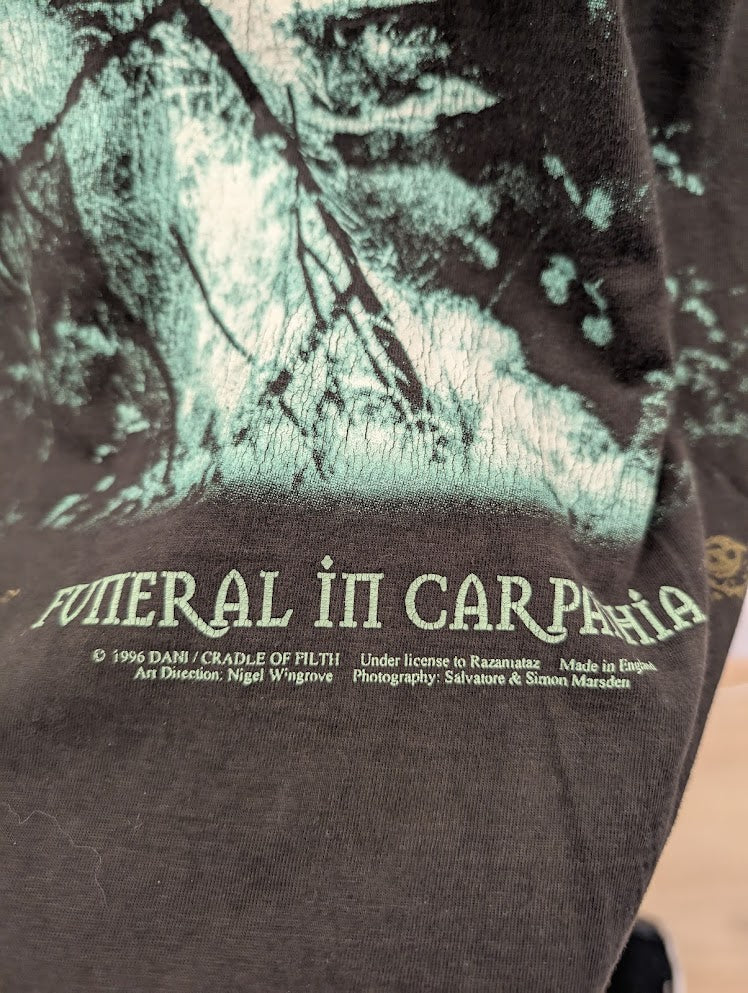 FUNERAL in CARPATHIA
© 1996 DANI / CRADLE OF FILTH Under license to Razamataz Made in England
Art Direction: Nigel Wingrove Photography: Salvatore & Simon Marsden